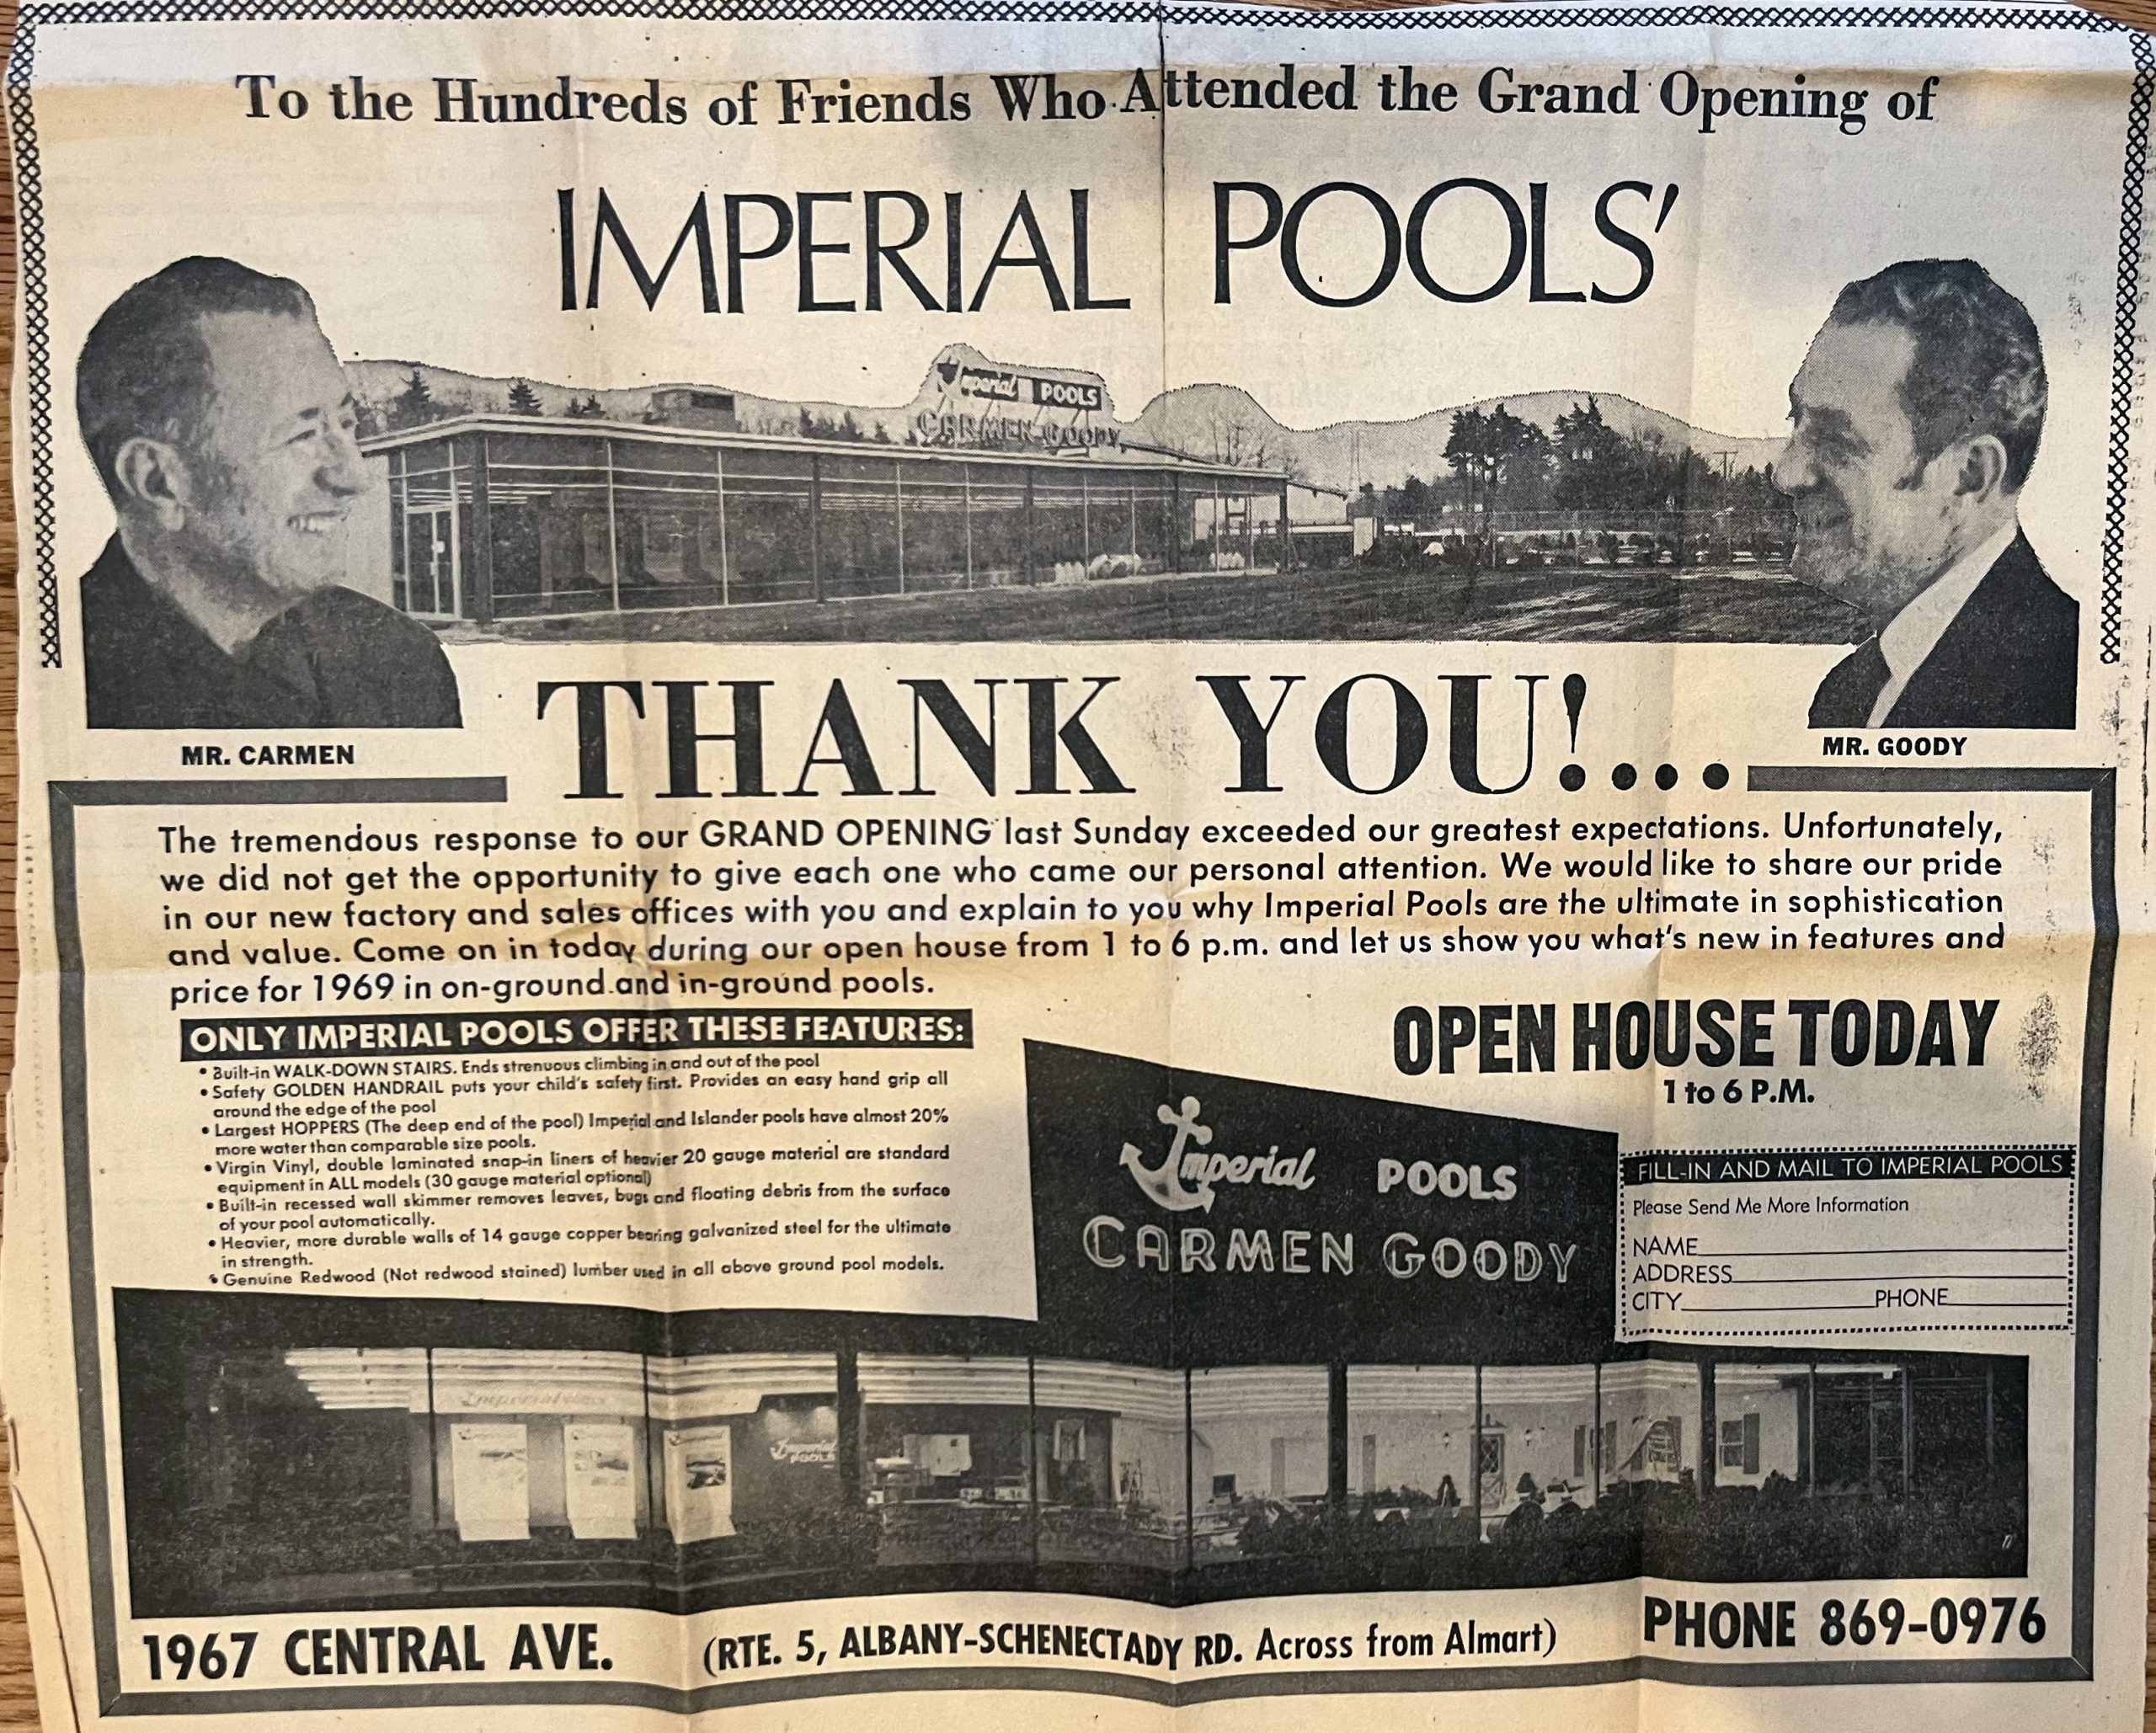 To the Hundreds of Friends Who Attended the Grand Opening of
IMPERIAL POOLS'
Imperial POOLS
CARMEN GOODY
THANK YOU!....
MR. CARMEN
MR. GOODY
The tremendous response to our GRAND OPENING last Sunday exceeded our greatest expectations. Unfortunately,
we did not get the opportunity to give each one who came our personal attention. We would like to share our pride
in our new factory and sales offices with you and explain to you why Imperial Pools are the ultimate in sophistication
and value. Come on in today during our open house from 1 to 6 p.m. and let us show you what's new in features and
price for 1969 in on-ground and in-ground pools.
ONLY IMPERIAL POOLS OFFER THESE FEATURES:
• Built-in WALK-DOWN STAIRS. Ends strenuous climbing in and out of the pool
• Safety GOLDEN HANDRAIL puts your child's safety first. Provides an easy hand grip all
around the edge of the pool
• Largest HOPPERS (The deep end of the pool) Imperial and Islander pools have almost 20%
more water than comparable size pools.
• Virgin Vinyl, double laminated snap-in liners of heavier 20 gauge material are standard
equipment in ALL models (30 gauge material optional)
• Built-in recessed wall skimmer removes leaves, bugs and floating debris from the surface
of your pool automatically.
• Heavier, more durable walls of 14 gauge copper bearing galvanized steel for the ultimate
in strength.
• Genuine Redwood (Not redwood stained) lumber used in all above ground pool models.
OPEN HOUSE TODAY
1 to 6 P.M.
Imperial POOLS
CARMEN GOODY
FILL-IN AND MAIL TO IMPERIAL POOLS
Please Send Me More Information
NAME
ADDRESS
CITY PHONE
Imperial
POOLS
1967 CENTRAL AVE. (RTE. 5, ALBANY-SCHENECTADY RD. Across from Almart) PHONE 869-0976